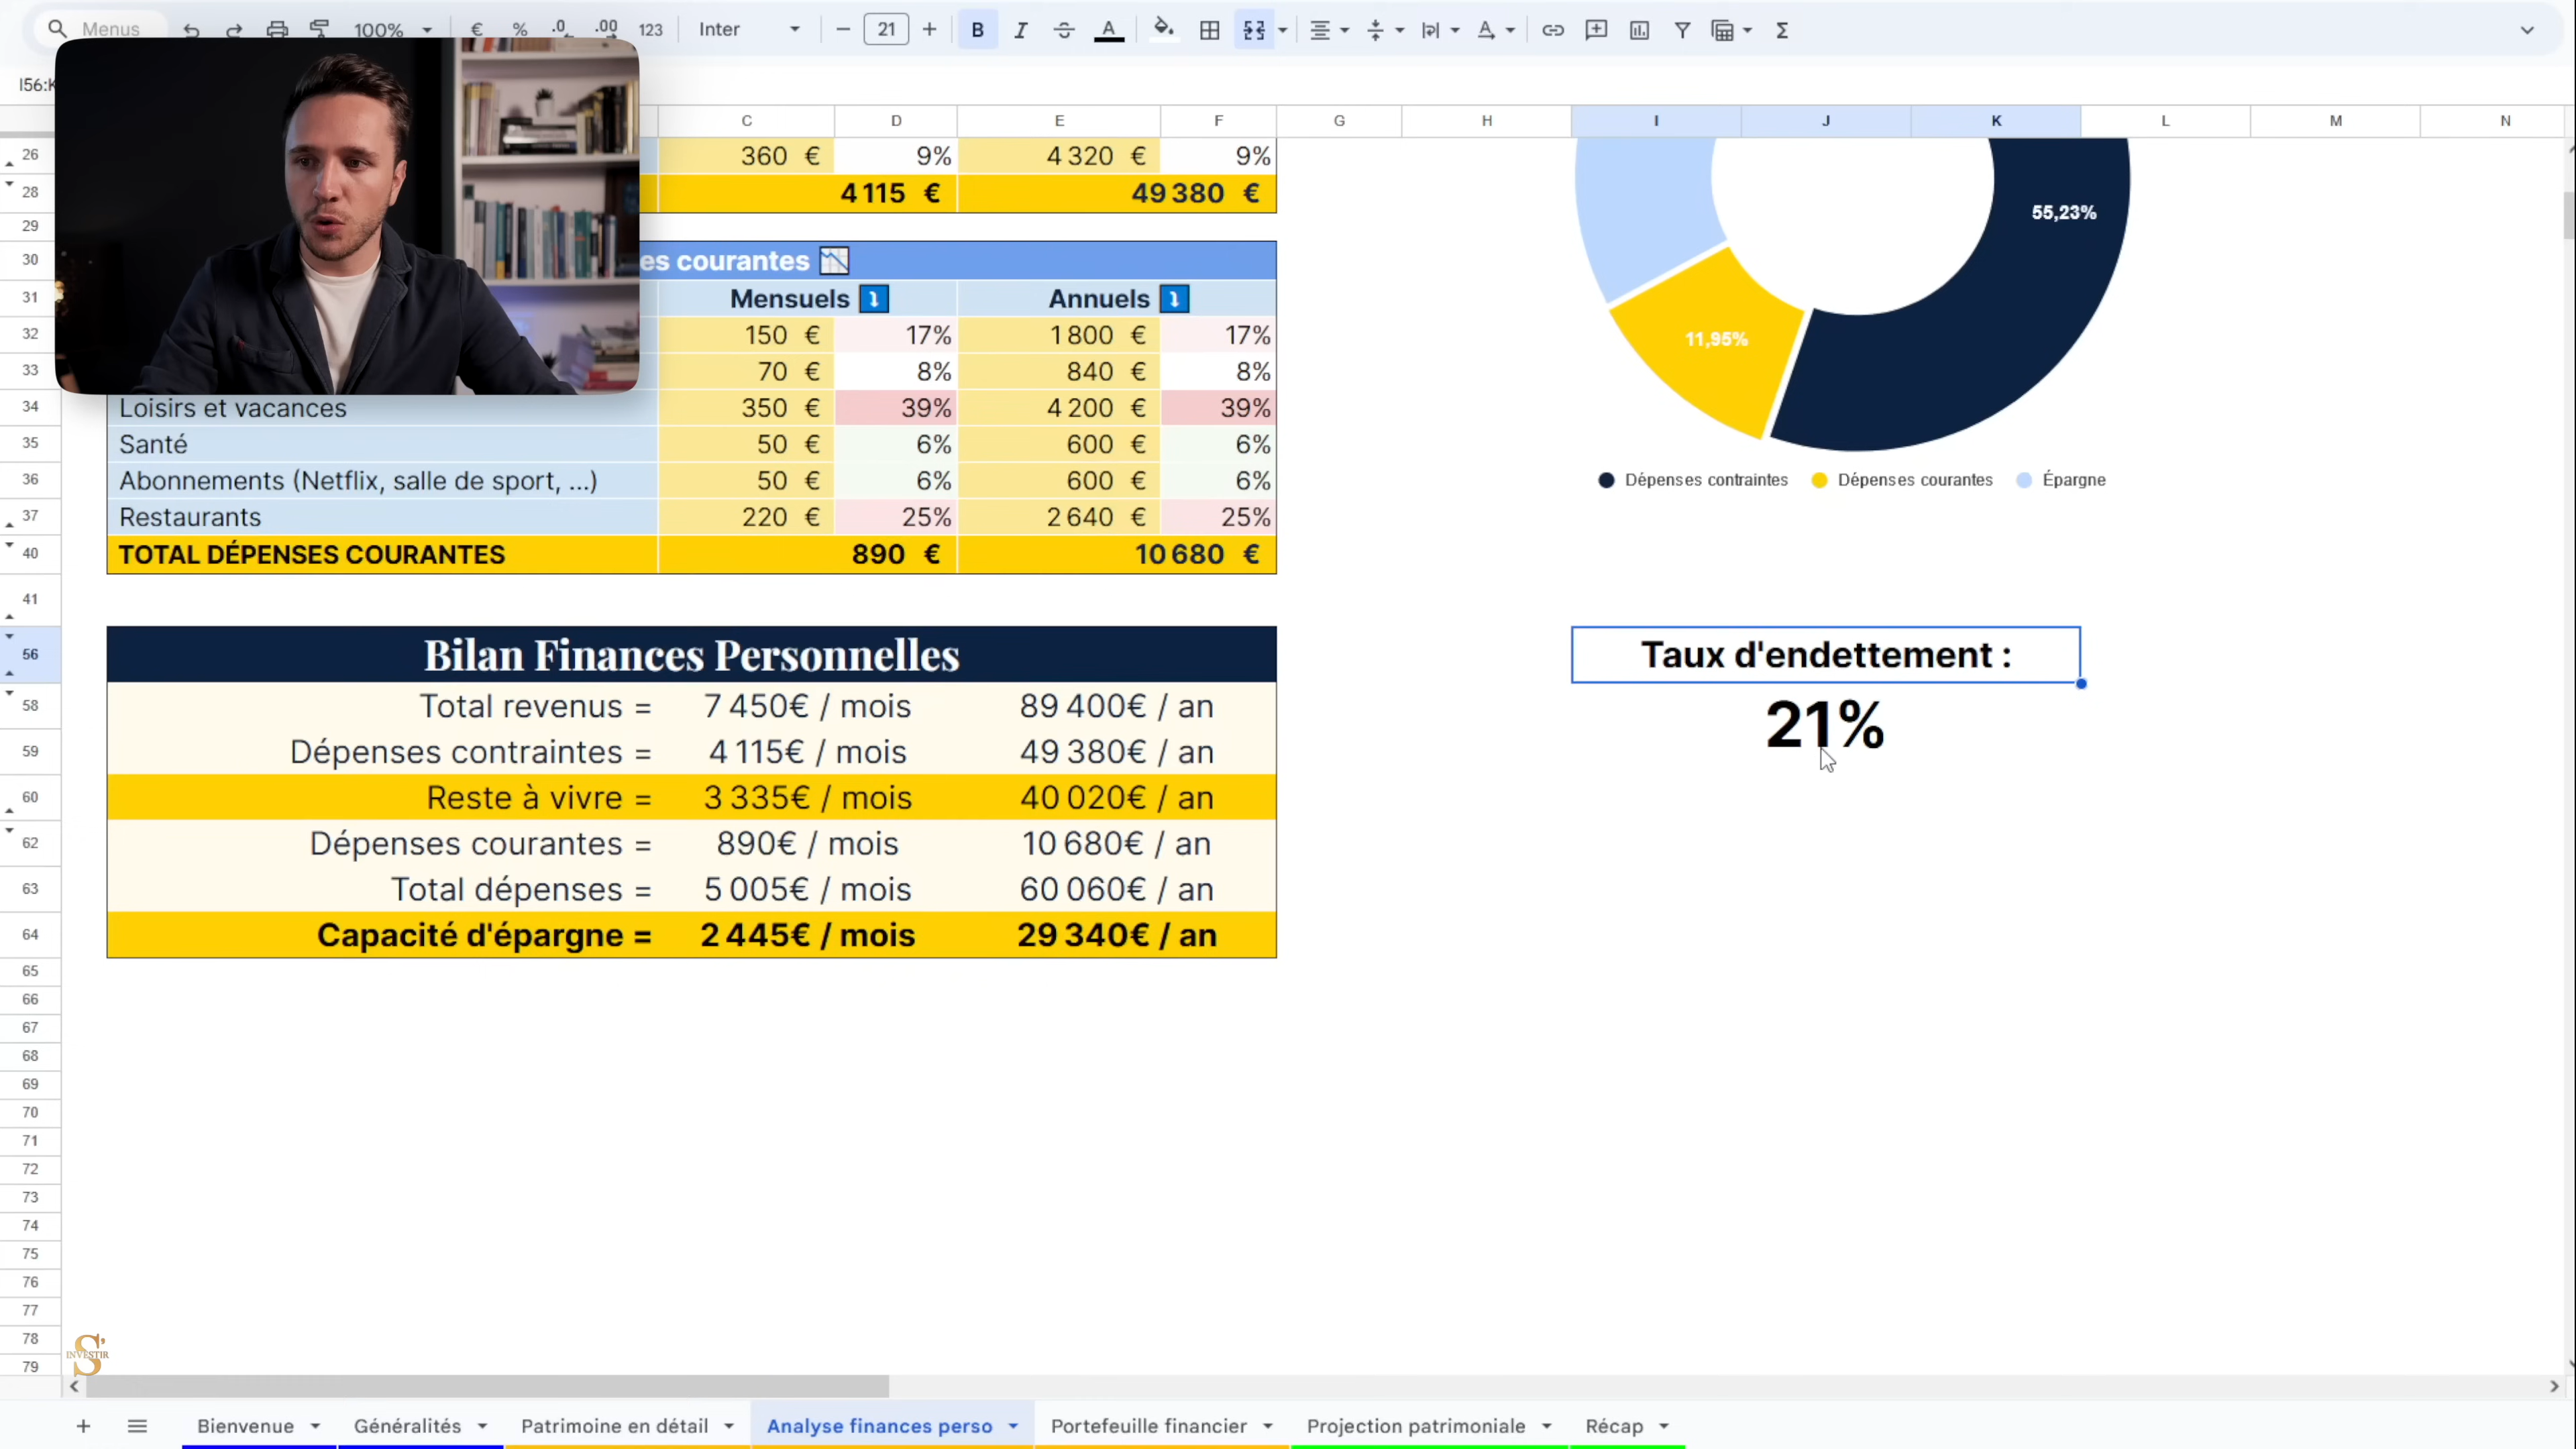 Menus 100% € % .0 .00 123 Inter 21 B I A
I56:K
C D E F G H I J K L M N
26 360 € 9% 4 320 € 9%
28 4 115 € 49 380 €
29
30 es courantes
31 Mensuels Annuels
32 150 € 17% 1 800 € 17%
33 70 € 8% 840 € 8%
34 Loisirs et vacances 350 € 39% 4 200 € 39%
35 Santé 50 € 6% 600 € 6%
36 Abonnements (Netflix, salle de sport, ...) 50 € 6% 600 € 6%
37 Restaurants 220 € 25% 2 640 € 25%
40 TOTAL DÉPENSES COURANTES 890 € 10 680 €
41
55,23%
11,95%
Dépenses contraintes Dépenses courantes Épargne
56 Bilan Finances Personnelles
58 Total revenus = 7 450€ / mois 89 400€ / an
59 Dépenses contraintes = 4 115€ / mois 49 380€ / an
60 Reste à vivre = 3 335€ / mois 40 020€ / an
62 Dépenses courantes = 890€ / mois 10 680€ / an
63 Total dépenses = 5 005€ / mois 60 060€ / an
64 Capacité d'épargne = 2 445€ / mois 29 340€ / an
Taux d'endettement :
21%
65
66
67
68
69
70
71
72
73
74
75
76
77
78
79
S'
INVESTIR
Bienvenue Généralités Patrimoine en détail Analyse finances perso Portefeuille financier Projection patrimoniale Récap